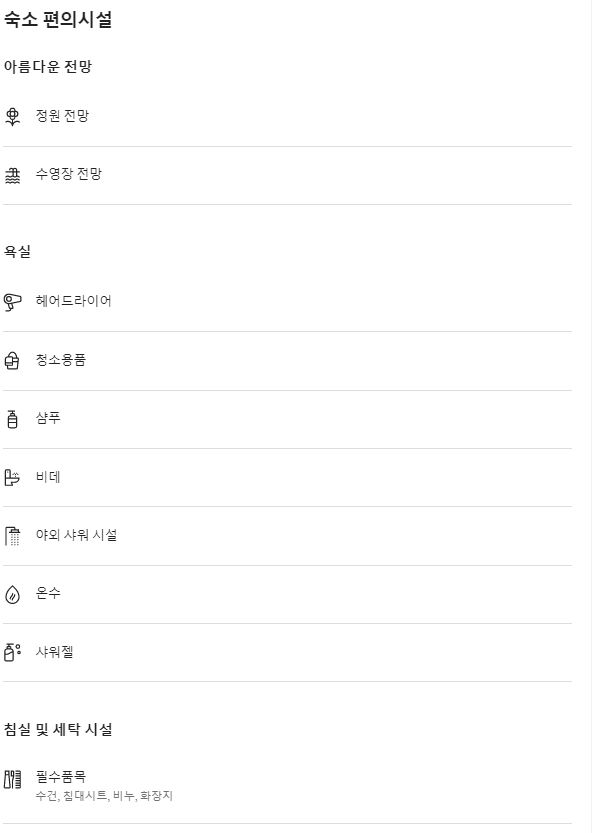 숙소 편의시설
아름다운 전망
정원 전망
수영장 전망
욕실
헤어드라이어
청소용품
샴푸
비데
야외 샤워 시설
온수
샤워젤
침실 및 세탁 시설
필수품목
수건, 침대시트, 비누, 화장지